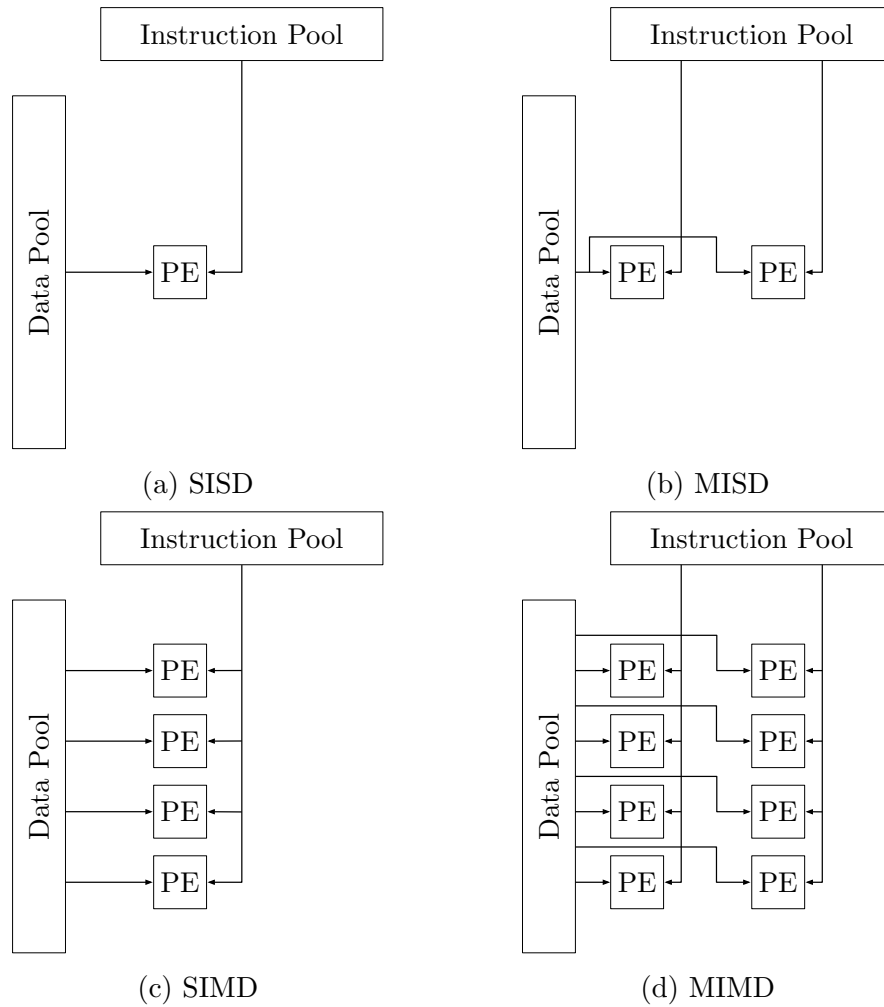 Instruction Pool
Data Pool
PE
(a) SISD
Instruction Pool
Data Pool
PE PE
(b) MISD
Instruction Pool
Data Pool
PE
PE
PE
PE
(c) SIMD
Instruction Pool
Data Pool
PE PE
PE PE
PE PE
PE PE
(d) MIMD